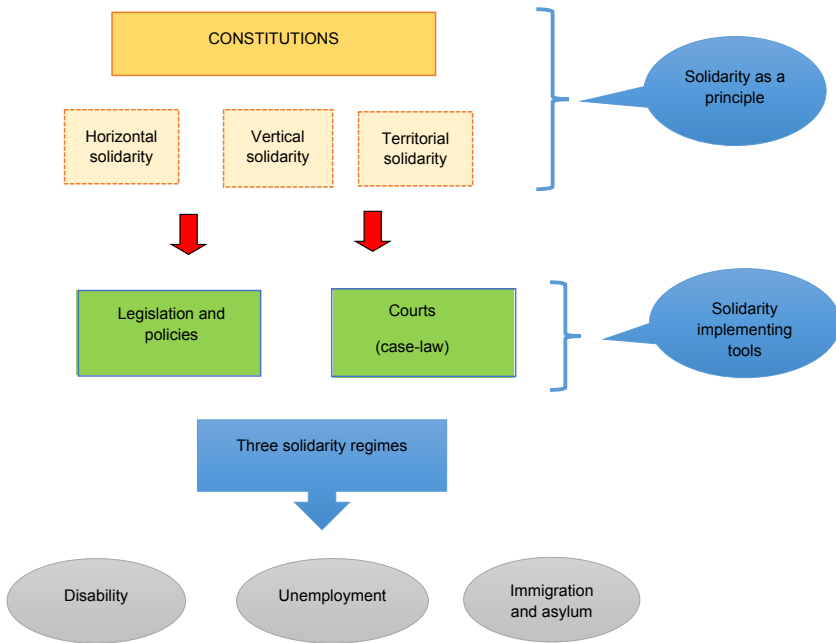 CONSTITUTIONS
Solidarity as a
principle
Horizontal
solidarity
Vertical
solidarity
Territorial
solidarity
Legislation and
policies
Courts
(case-law)
Solidarity
implementing
tools
Three solidarity regimes
Disability
Unemployment
Immigration
and asylum